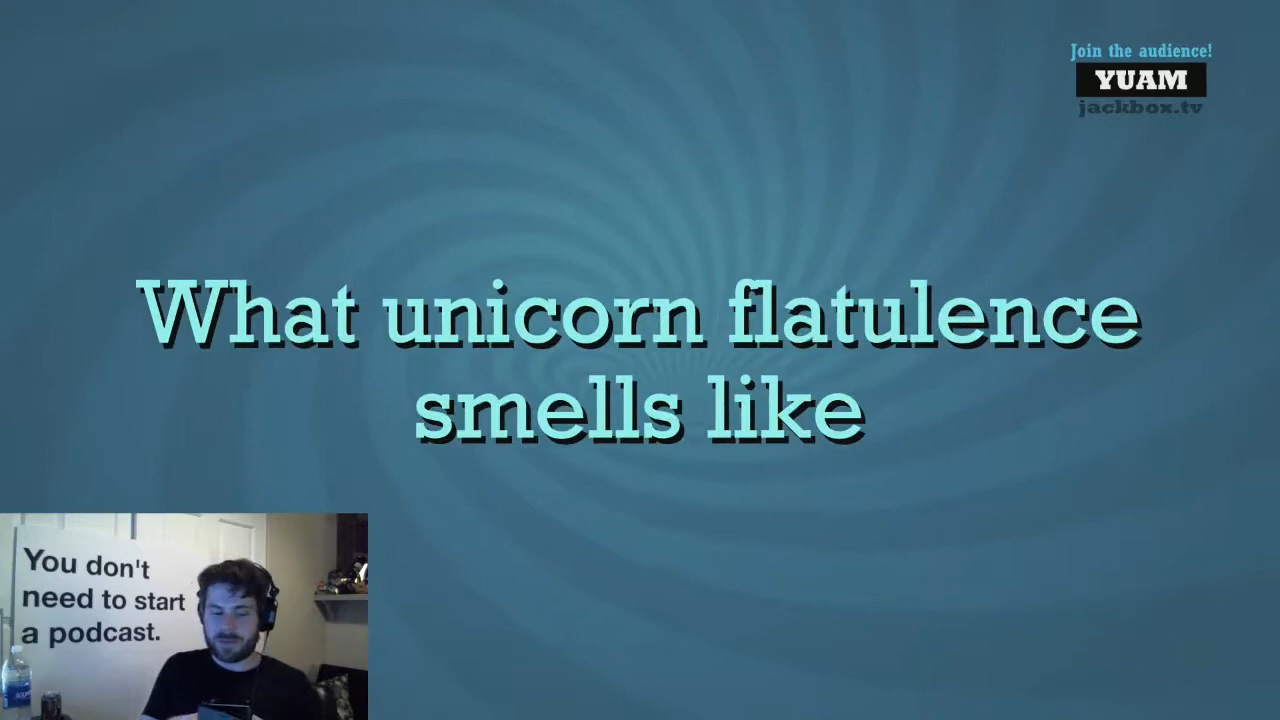 Join the audience!
YUAM
jackbox.tv
What unicorn flatulence
smells like
You don't
need to start
a podcast.